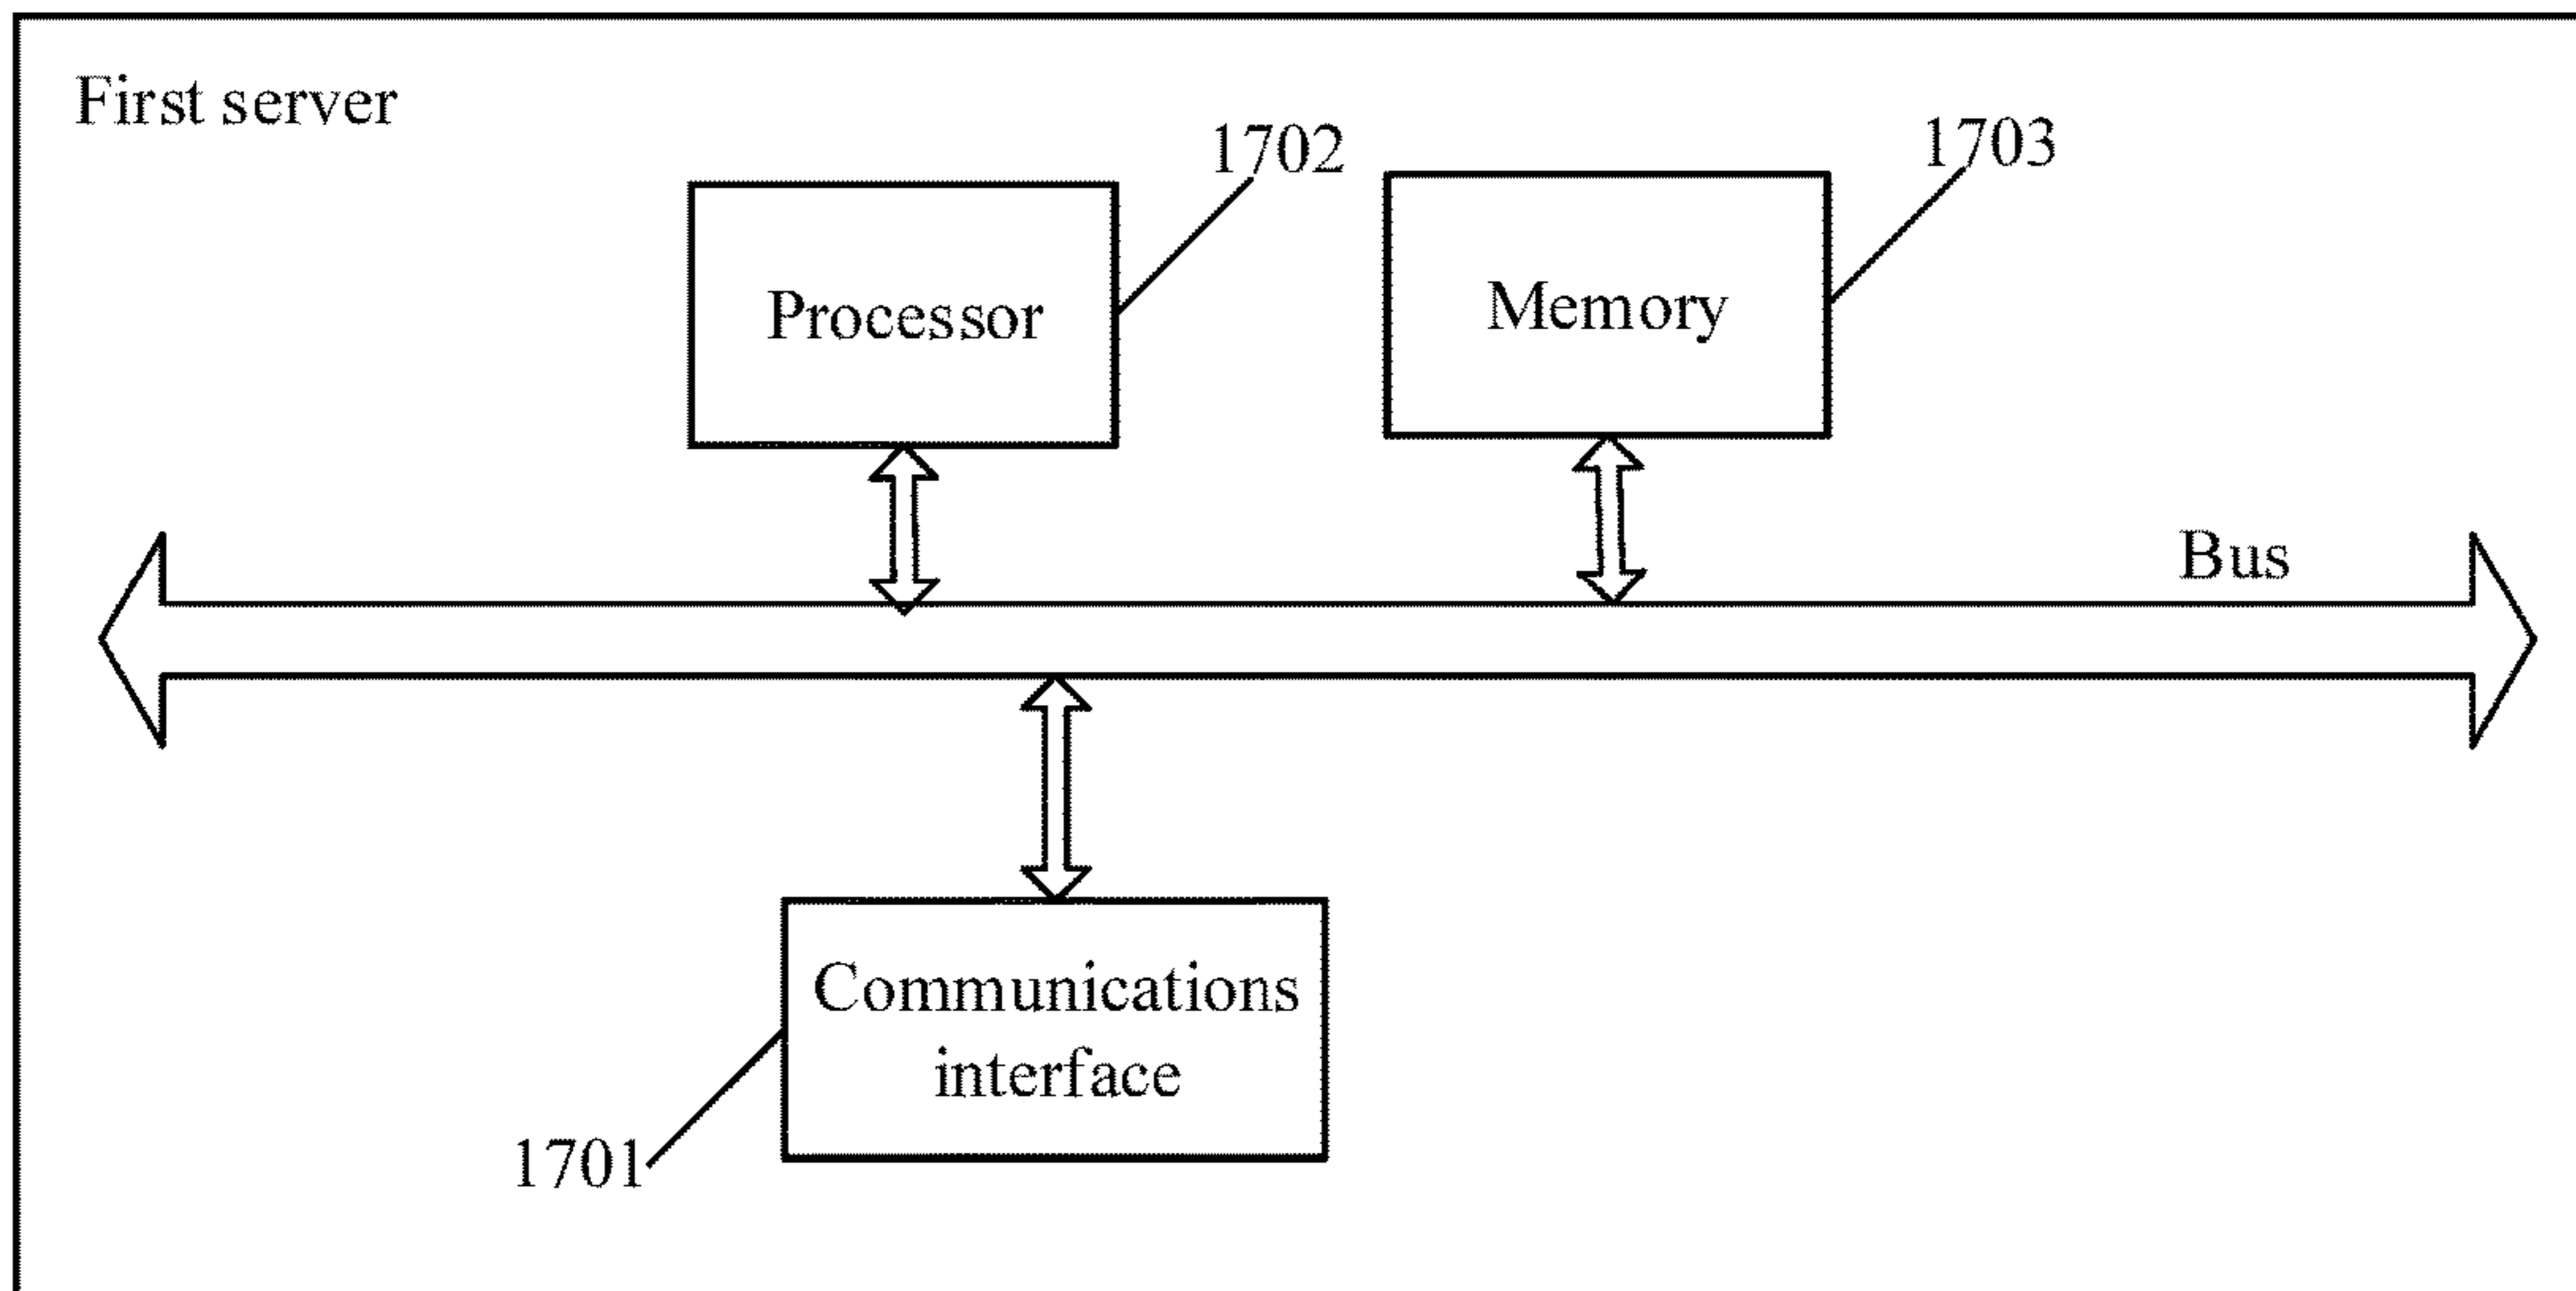 First server
1702
1703
Processor
Memory
Bus
Communications
interface
1701